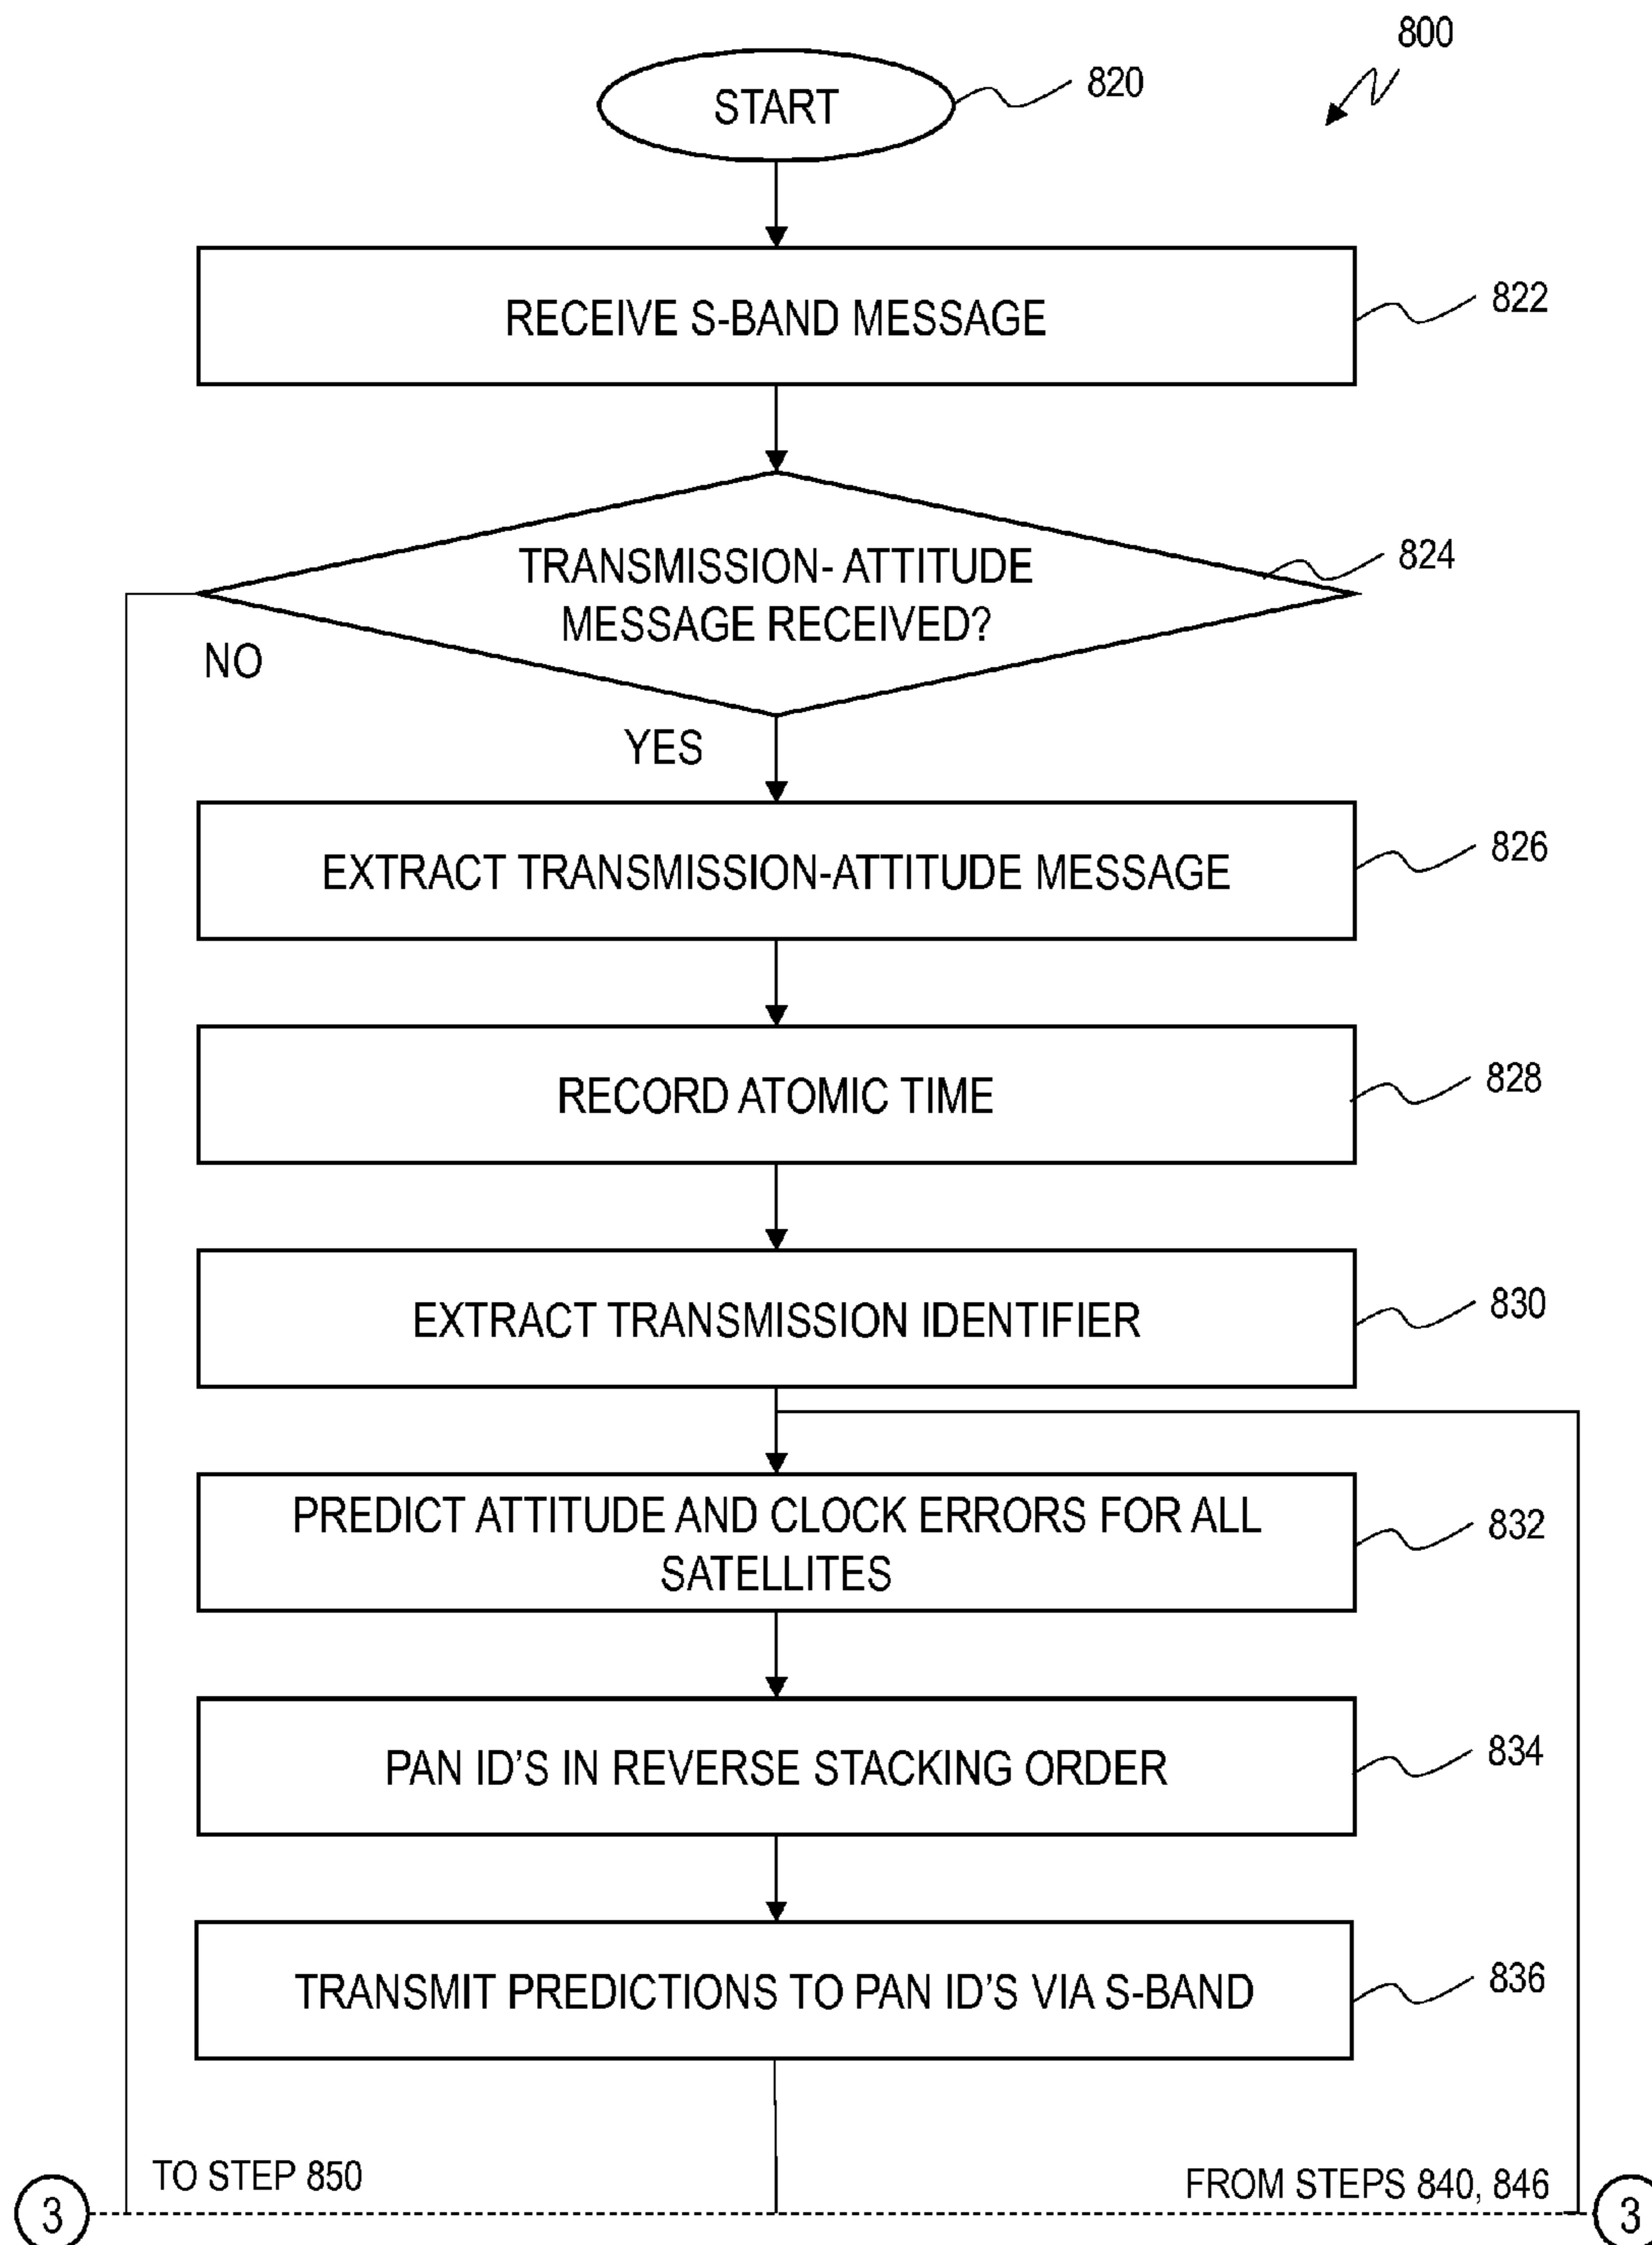 800
START
820
RECEIVE S-BAND MESSAGE
822
TRANSMISSION- ATTITUDE
MESSAGE RECEIVED?
824
NO
YES
EXTRACT TRANSMISSION-ATTITUDE MESSAGE
826
RECORD ATOMIC TIME
828
EXTRACT TRANSMISSION IDENTIFIER
830
PREDICT ATTITUDE AND CLOCK ERRORS FOR ALL
SATELLITES
832
PAN ID'S IN REVERSE STACKING ORDER
834
TRANSMIT PREDICTIONS TO PAN ID'S VIA S-BAND
836
TO STEP 850
FROM STEPS 840, 846
3
3